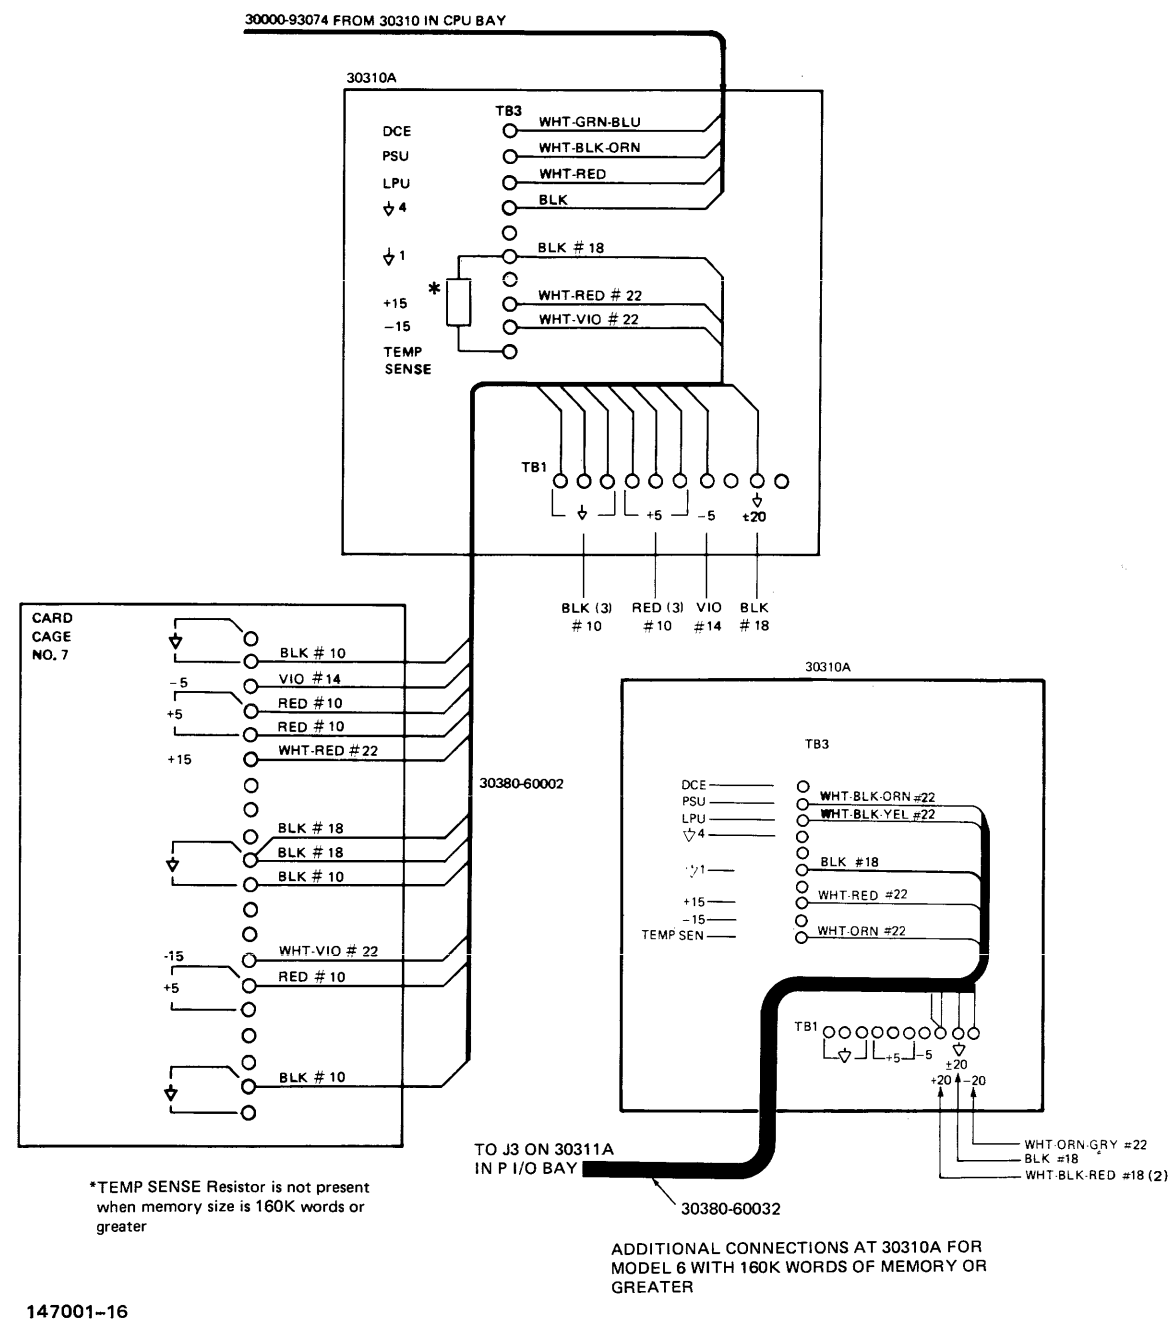 30000-93074 FROM 30310 IN CPU BAY
30310A
TB3
DCE
WHT-GRN-BLU
PSU
WHT-BLK-ORN
LPU
WHT-RED
4
BLK
1
BLK # 18
*
+15
WHT-RED # 22
-15
WHT-VIO # 22
TEMP
SENSE
TB1
+5
-5
±20
BLK (3)
# 10
RED (3)
#10
VIO
#14
BLK
# 18
CARD
CAGE
NO. 7
BLK # 10
-5
VIO #14
RED #10
+5
RED #10
+15
WHT-RED #22
30380-60002
BLK # 18
BLK # 18
BLK # 10
-15
WHT-VIO # 22
+5
RED # 10
BLK # 10
*TEMP SENSE Resistor is not present
when memory size is 160K words or
greater
30310A
TB3
DCE
PSU
WHT-BLK-ORN #22
LPU
WHT-BLK-YEL #22
4
1
BLK #18
+15
WHT-RED #22
-15
TEMP SEN
WHT-ORN #22
TB1
+5
-5
±20
+20
-20
WHT-ORN-GRY #22
BLK #18
WHT-BLK-RED #18 (2)
TO J3 ON 30311A
IN P I/O BAY
30380-60032
ADDITIONAL CONNECTIONS AT 30310A FOR
MODEL 6 WITH 160K WORDS OF MEMORY OR
GREATER
147001-16